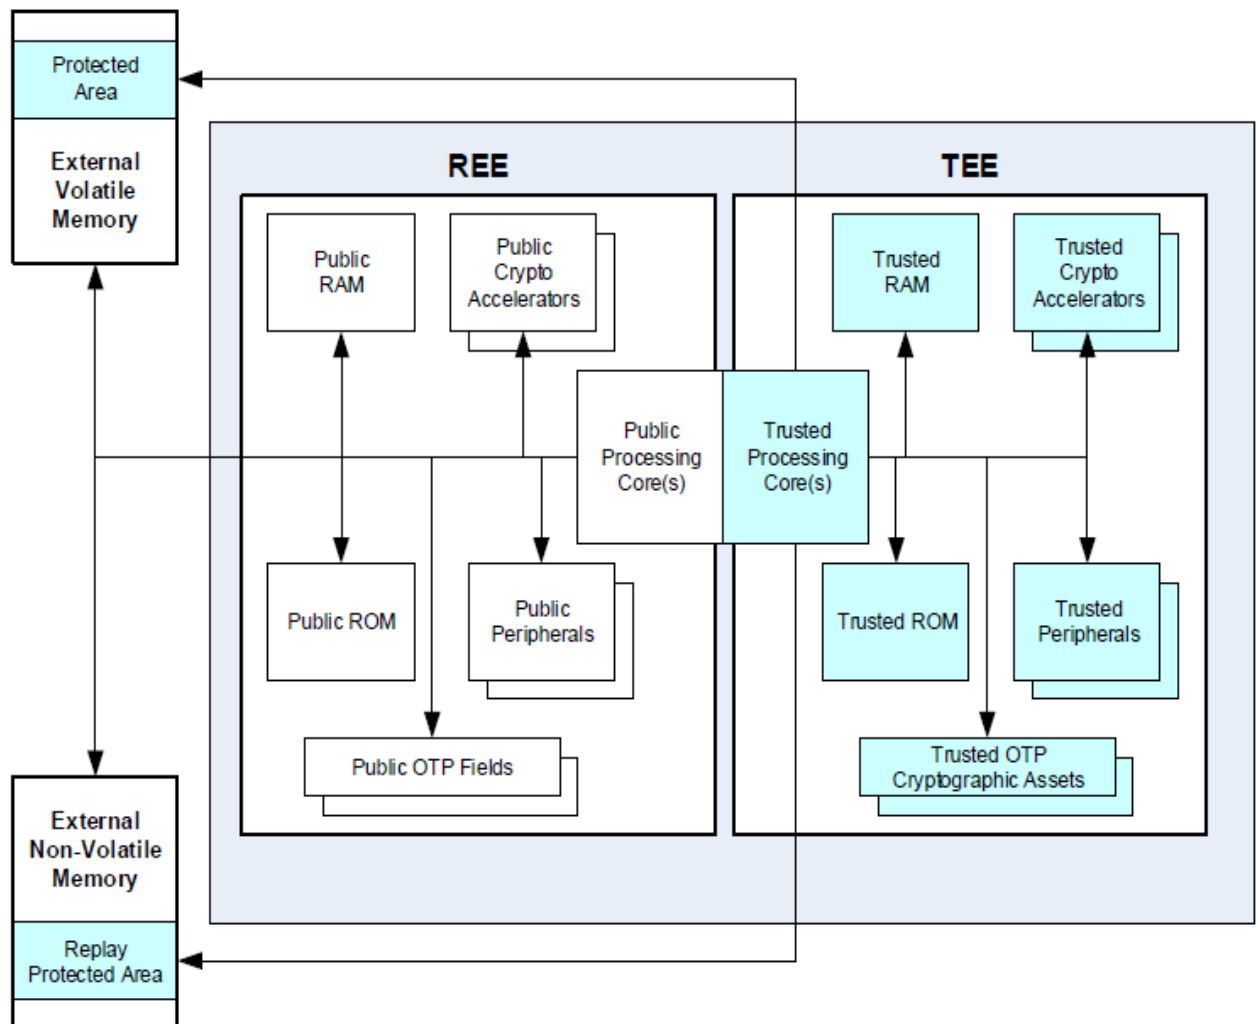 Protected
Area
External
Volatile
Memory
REE
TEE
Public
RAM
Public
Crypto
Accelerators
Trusted
RAM
Trusted
Crypto
Accelerators
Public
Processing
Core(s)
Trusted
Processing
Core(s)
Public ROM
Public
Peripherals
Trusted ROM
Trusted
Peripherals
Public OTP Fields
Trusted OTP
Cryptographic Assets
External
Non-Volatile
Memory
Replay
Protected Area